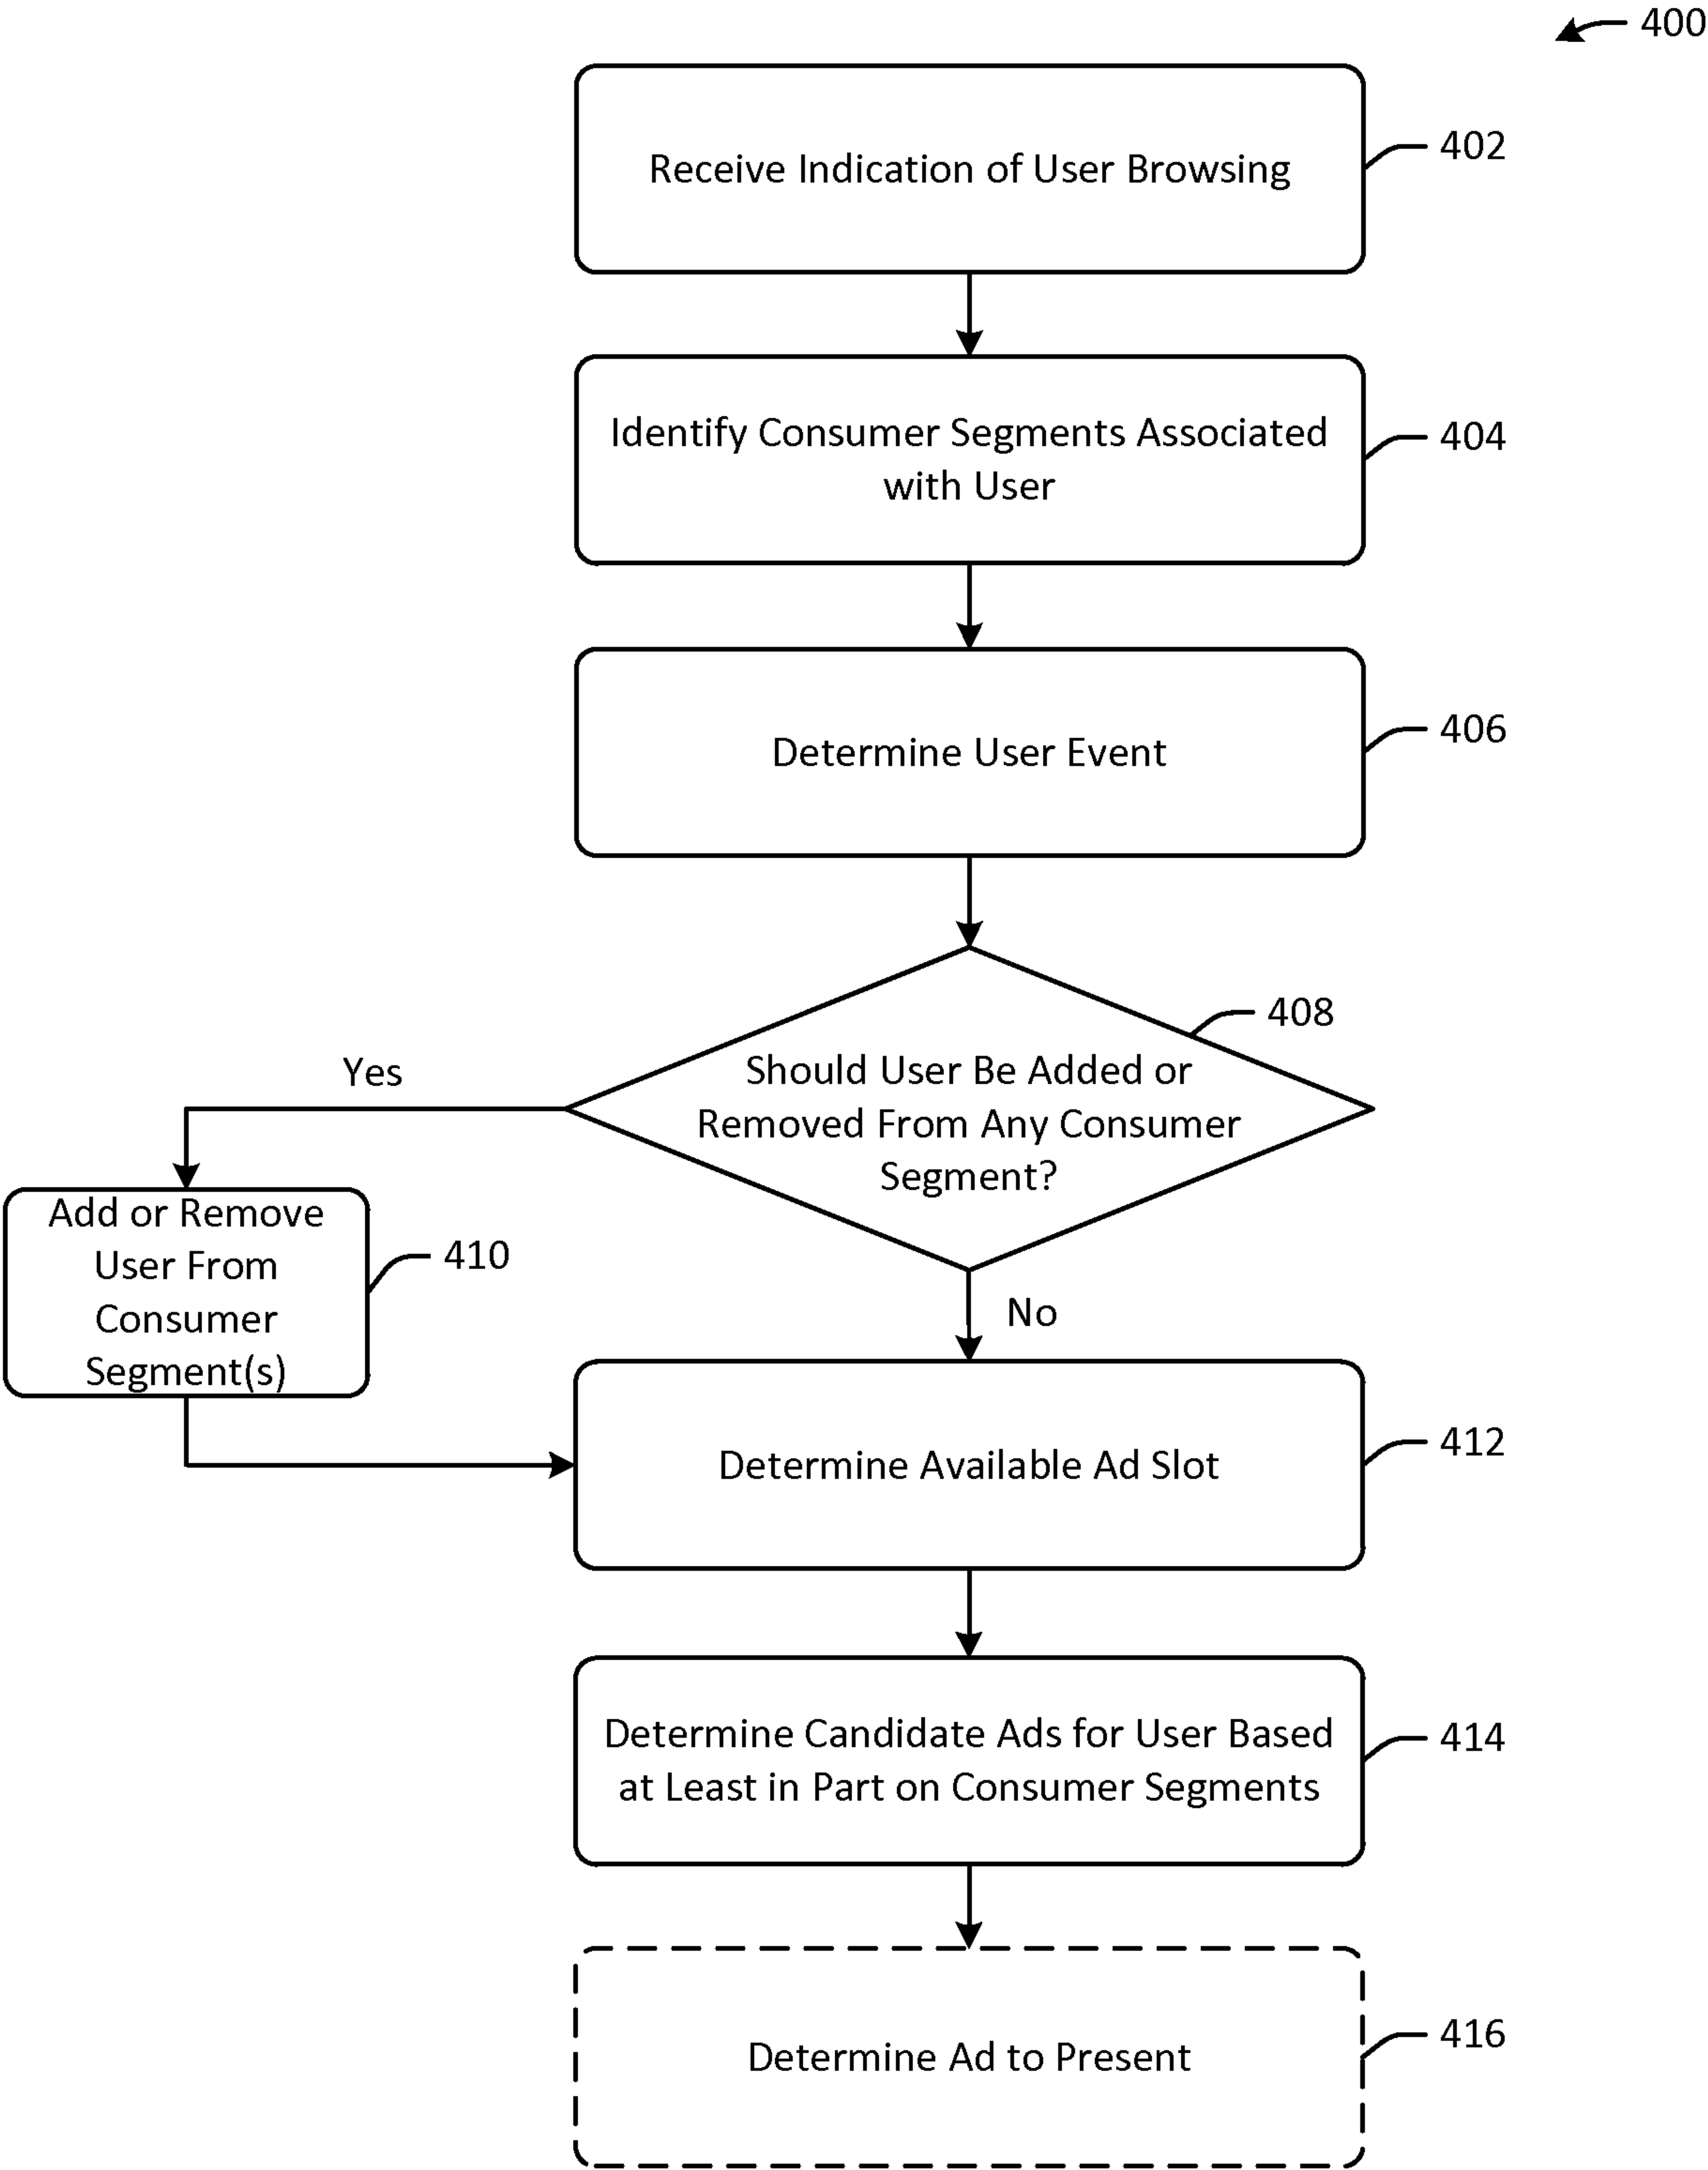 400
Receive Indication of User Browsing
402
Identify Consumer Segments Associated
with User
404
Determine User Event
406
408
Should User Be Added or
Removed From Any Consumer
Segment?
Yes
No
Add or Remove
User From
Consumer
Segment(s)
410
Determine Available Ad Slot
412
Determine Candidate Ads for User Based
at Least in Part on Consumer Segments
414
Determine Ad to Present
416